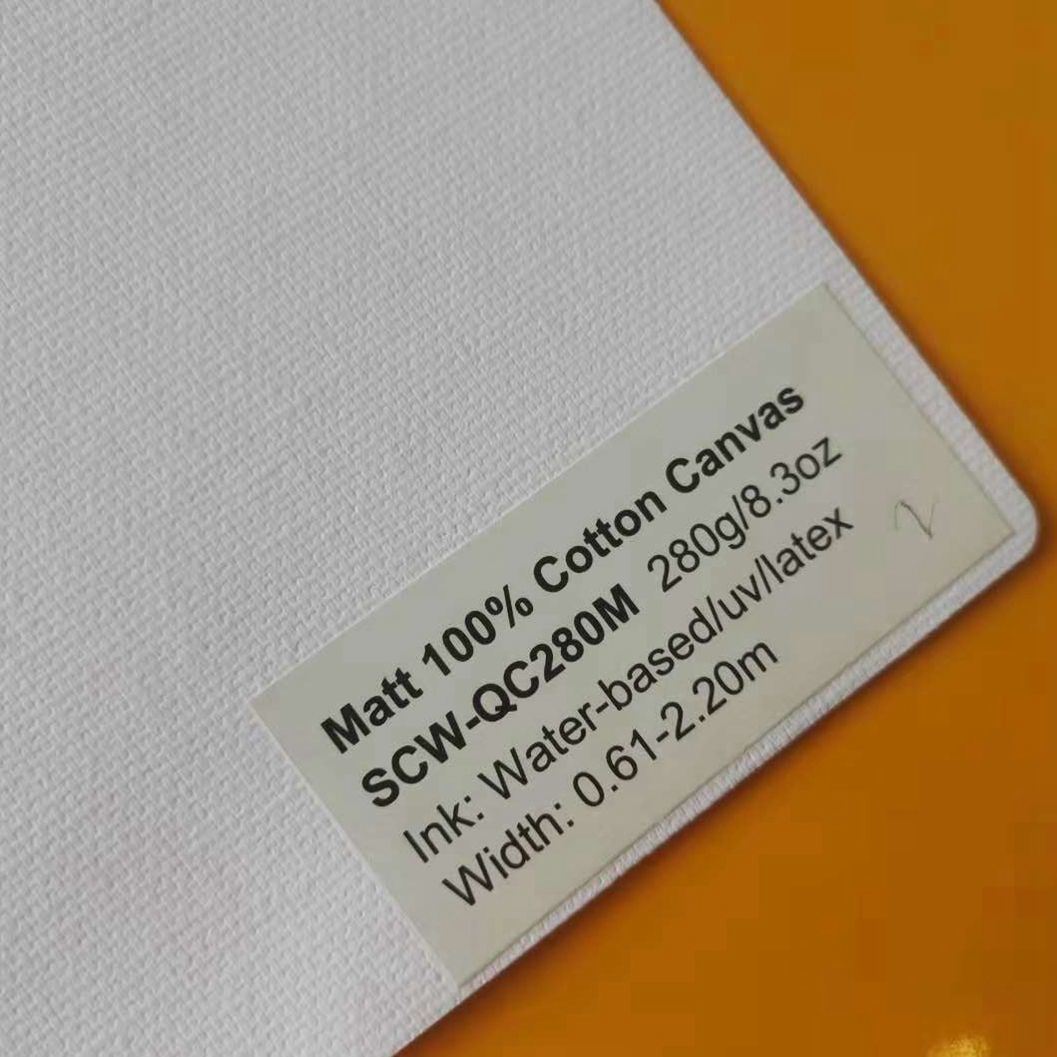 Matt 100% Cotton Canvas
SCW-QC280M 280g/8.3oz
Ink: Water-based/uv/latex
Width: 0.61-2.20m
2